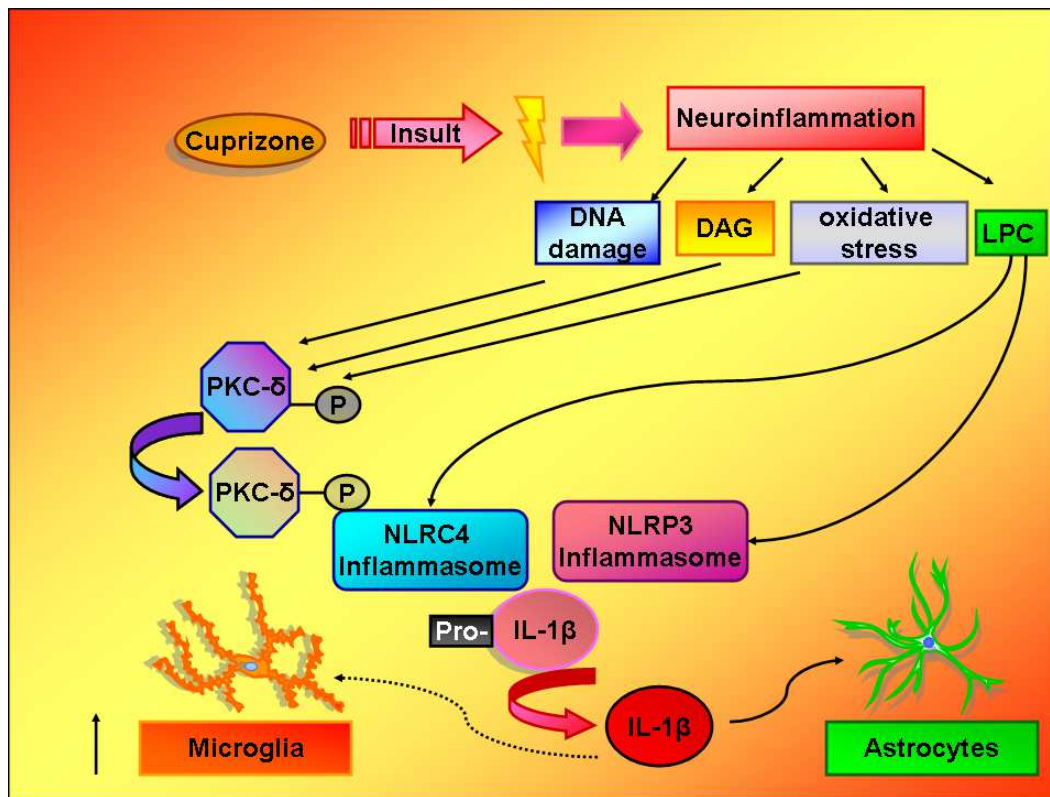 Cuprizone
Insult
Neuroinflammation
DNA
damage
DAG
oxidative
stress
LPC
PKC-δ
P
PKC-δ
P
NLRC4
Inflammasome
NLRP3
Inflammasome
Pro-
IL-1β
IL-1β
Microglia
Astrocytes